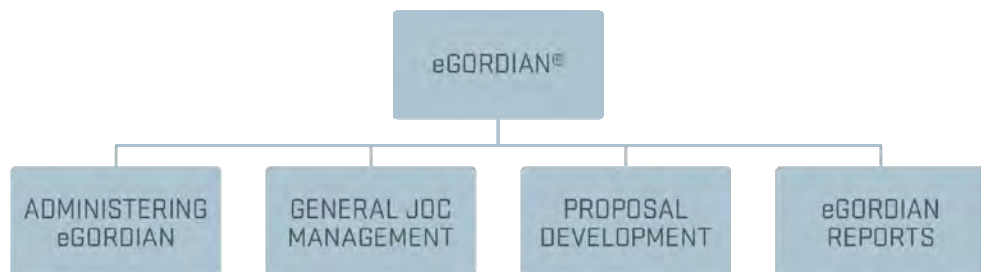 eGORDIAN®
ADMINISTERING
eGORDIAN
GENERAL JOC
MANAGEMENT
PROPOSAL
DEVELOPMENT
eGORDIAN
REPORTS